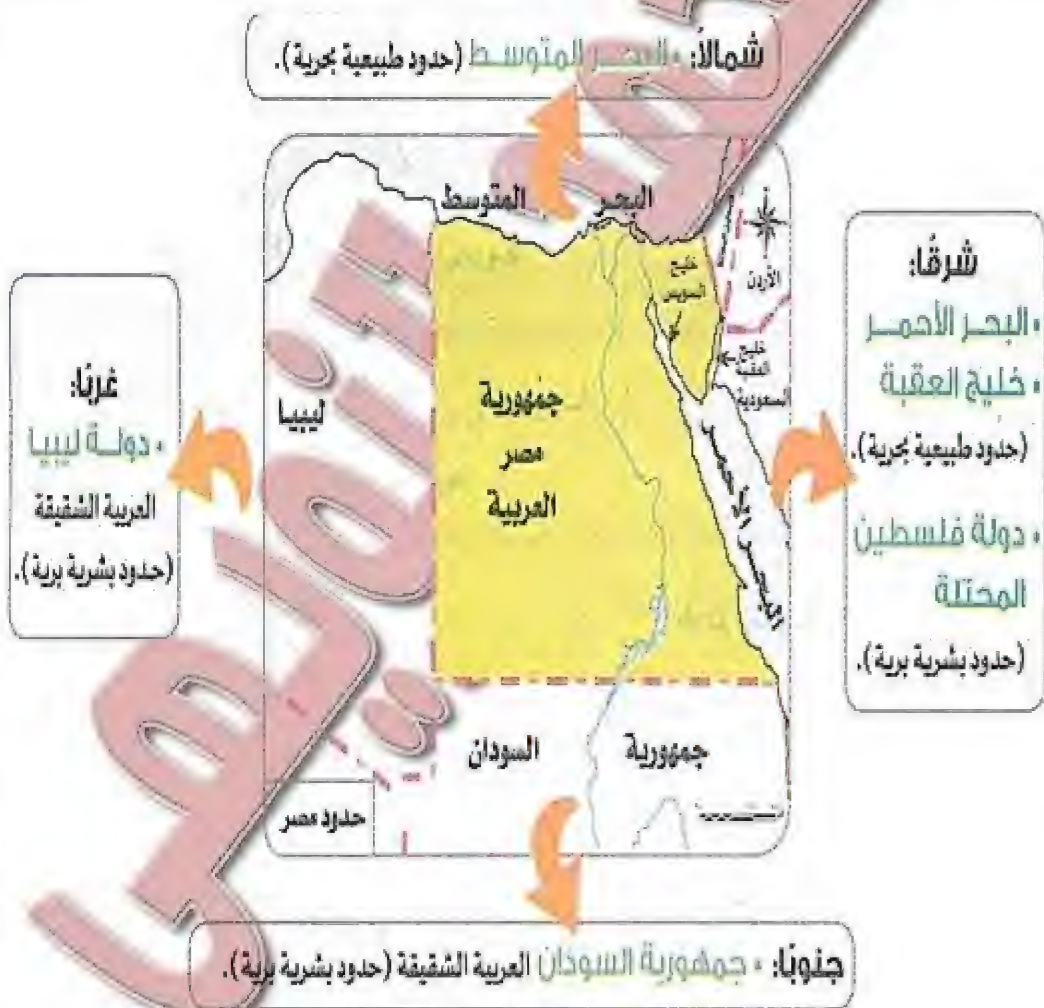 شمالاً: • البحر المتوسط (حدود طبيعية بحرية).
البحر المتوسط
خليج
السويس
الأردن
خليج
العقبة
السعودية
ليبيا
جمهورية
مصر
العربية
البحر الأحمر
جمهورية السودان
حدود مصر
شرقًا:
• البحر الأحمر
• خليج العقبة
(حدود طبيعية بحرية).
• دولة فلسطين
المحتلة
(حدود بشرية برية).
غربًا:
• دولة ليبيا
العربية الشقيقة
(حدود بشرية برية).
جنوبًا: • جمهورية السودان العربية الشقيقة (حدود بشرية برية).